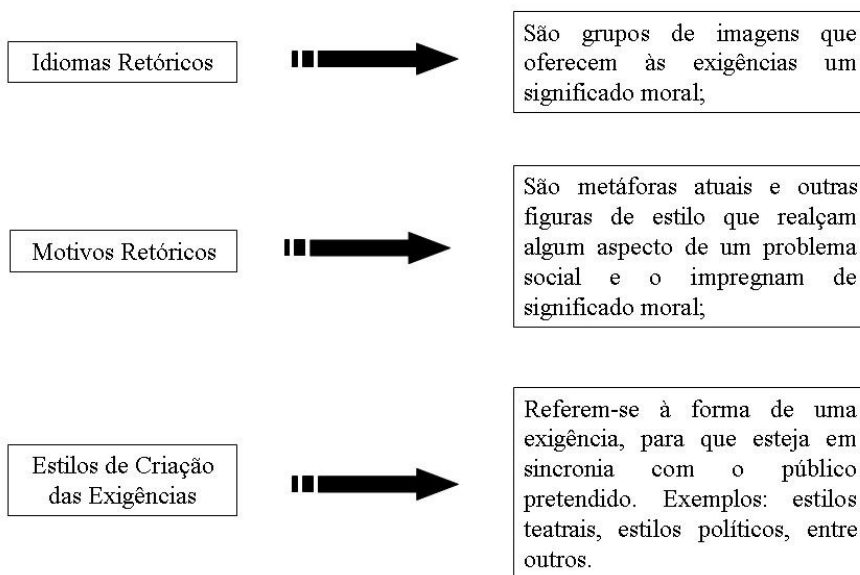 Idiomas Retóricos
São grupos de imagens que
oferecem às exigências um
significado moral;
Motivos Retóricos
São metáforas atuais e outras
figuras de estilo que realçam
algum aspecto de um problema
social e o impregnam de
significado moral;
Estilos de Criação
das Exigências
Referem-se à forma de uma
exigência, para que esteja em
sincronia com o público
pretendido. Exemplos: estilos
teatrais, estilos políticos, entre
outros.